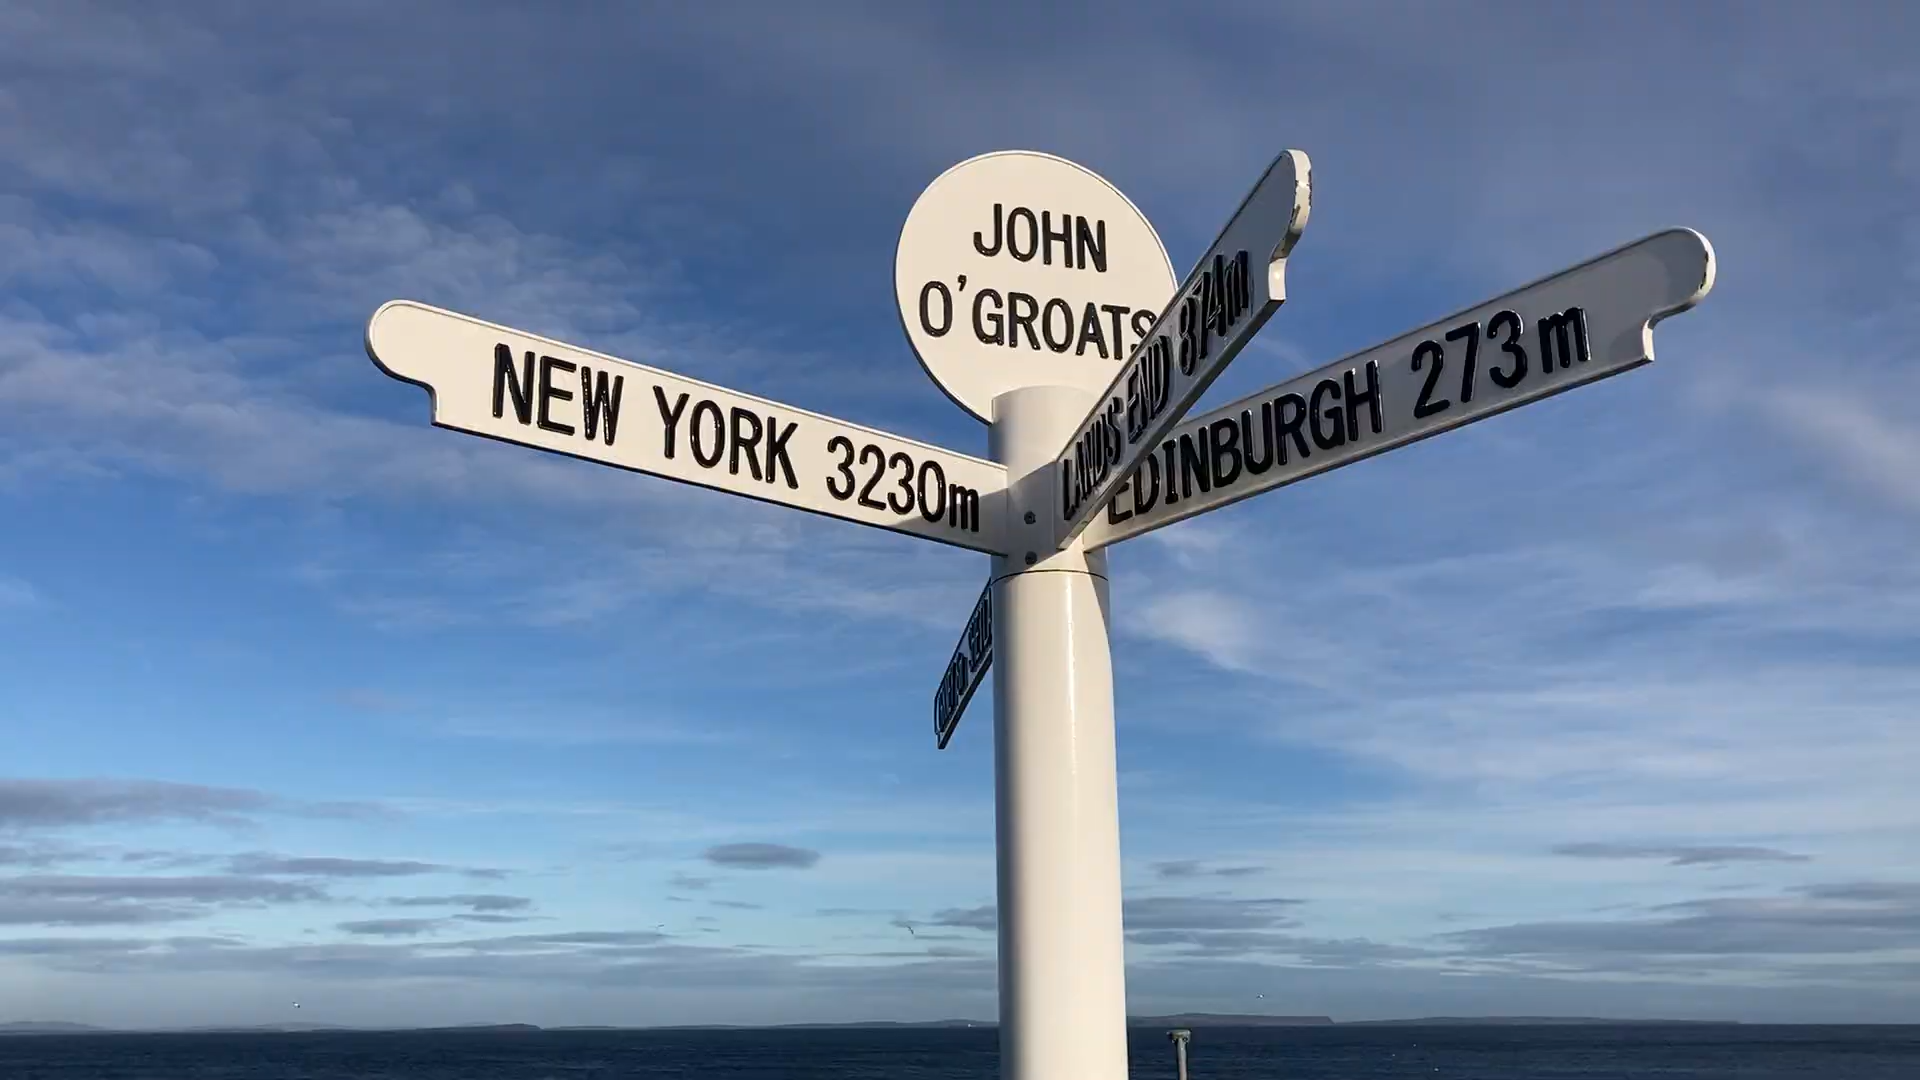 JOHN
O'GROATS
NEW YORK 3230m
LANDS END 874m
EDINBURGH 273m